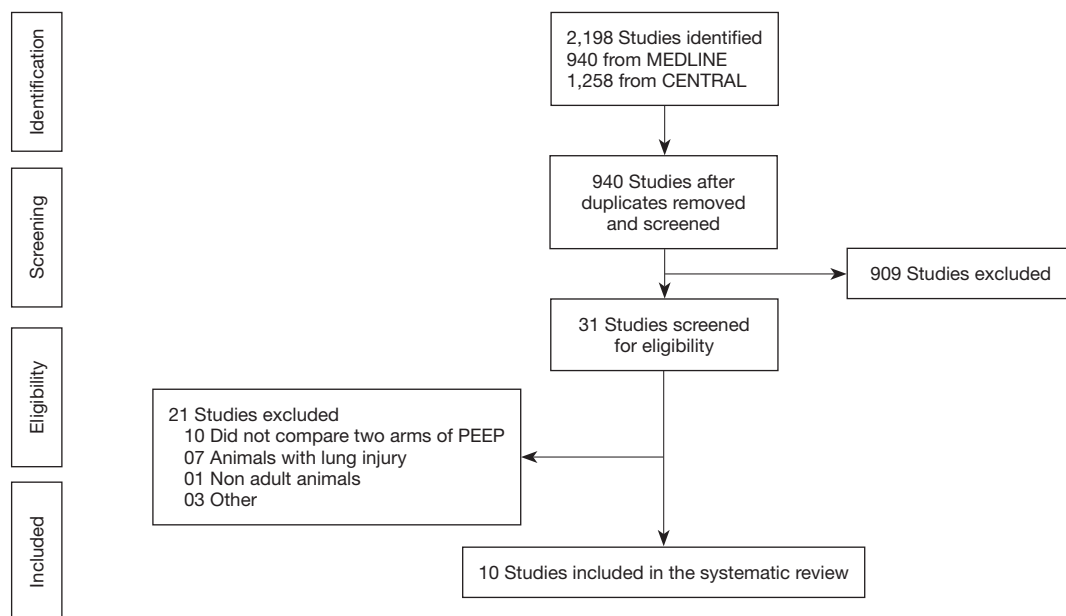 Identification
2,198 Studies identified
940 from MEDLINE
1,258 from CENTRAL
Screening
940 Studies after
duplicates removed
and screened
909 Studies excluded
31 Studies screened
for eligibility
Eligibility
21 Studies excluded
10 Did not compare two arms of PEEP
07 Animals with lung injury
01 Non adult animals
03 Other
Included
10 Studies included in the systematic review